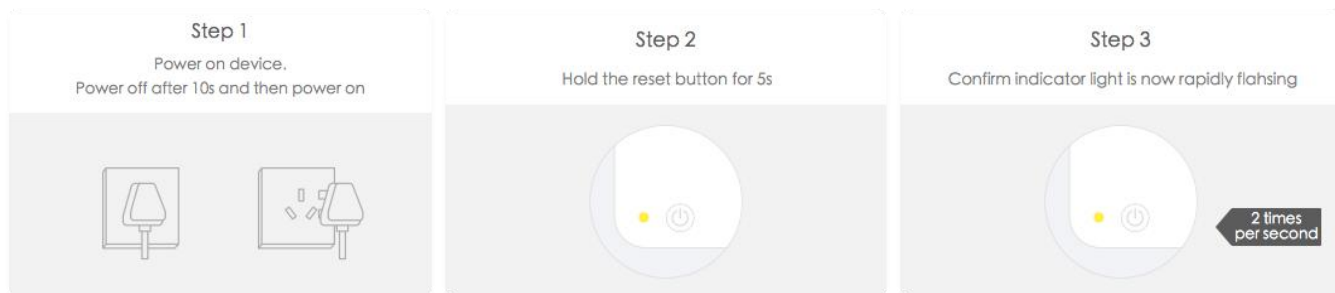 Step 1
Power on device.
Power off after 10s and then power on
Step 2
Hold the reset button for 5s
Step 3
Confirm indicator light is now rapidly flahsing
2 times
per second